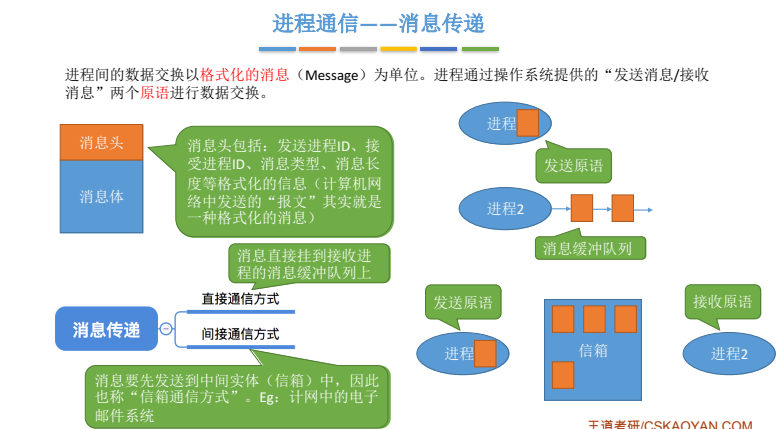 进程通信——消息传递
进程间的数据交换以格式化的消息（Message）为单位。进程通过操作系统提供的“发送消息/接收
消息”两个原语进行数据交换。
消息头
消息体
消息头包括：发送进程ID、接
受进程ID、消息类型、消息长
度等格式化的信息（计算机网
络中发送的“报文”其实就是
一种格式化的消息）
进程
发送原语
进程2
消息缓冲队列
消息直接挂到接收进
程的消息缓冲队列上
消息传递
直接通信方式
间接通信方式
消息要先发送到中间实体（信箱）中，因此
也称“信箱通信方式”。Eg：计网中的电子
邮件系统
发送原语
进程
信箱
接收原语
进程2
王道考研/CSKAOYAN.COM